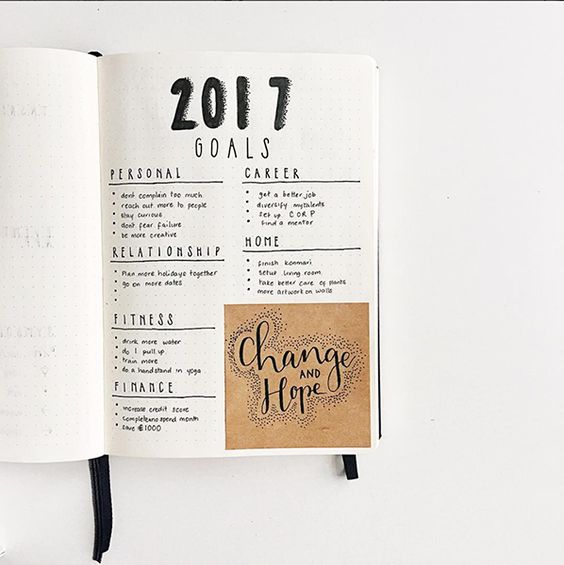 2017
GOALS
PERSONAL
dont complain too much
reach out more to people
stay curious
dont fear failure
be more creative
RELATIONSHIP
Plan more holidays together
go on more dates
FITNESS
drink more water
do 1 pull up
train more
do a handstand in yoga
FINANCE
increase credit score
complete no spend month
save £1000
CAREER
get a better job
diversify my talents
set up CORP
find a mentor
HOME
finish konmari
setup living room
take better care of plants
more artwork on walls
Change
AND
Hope